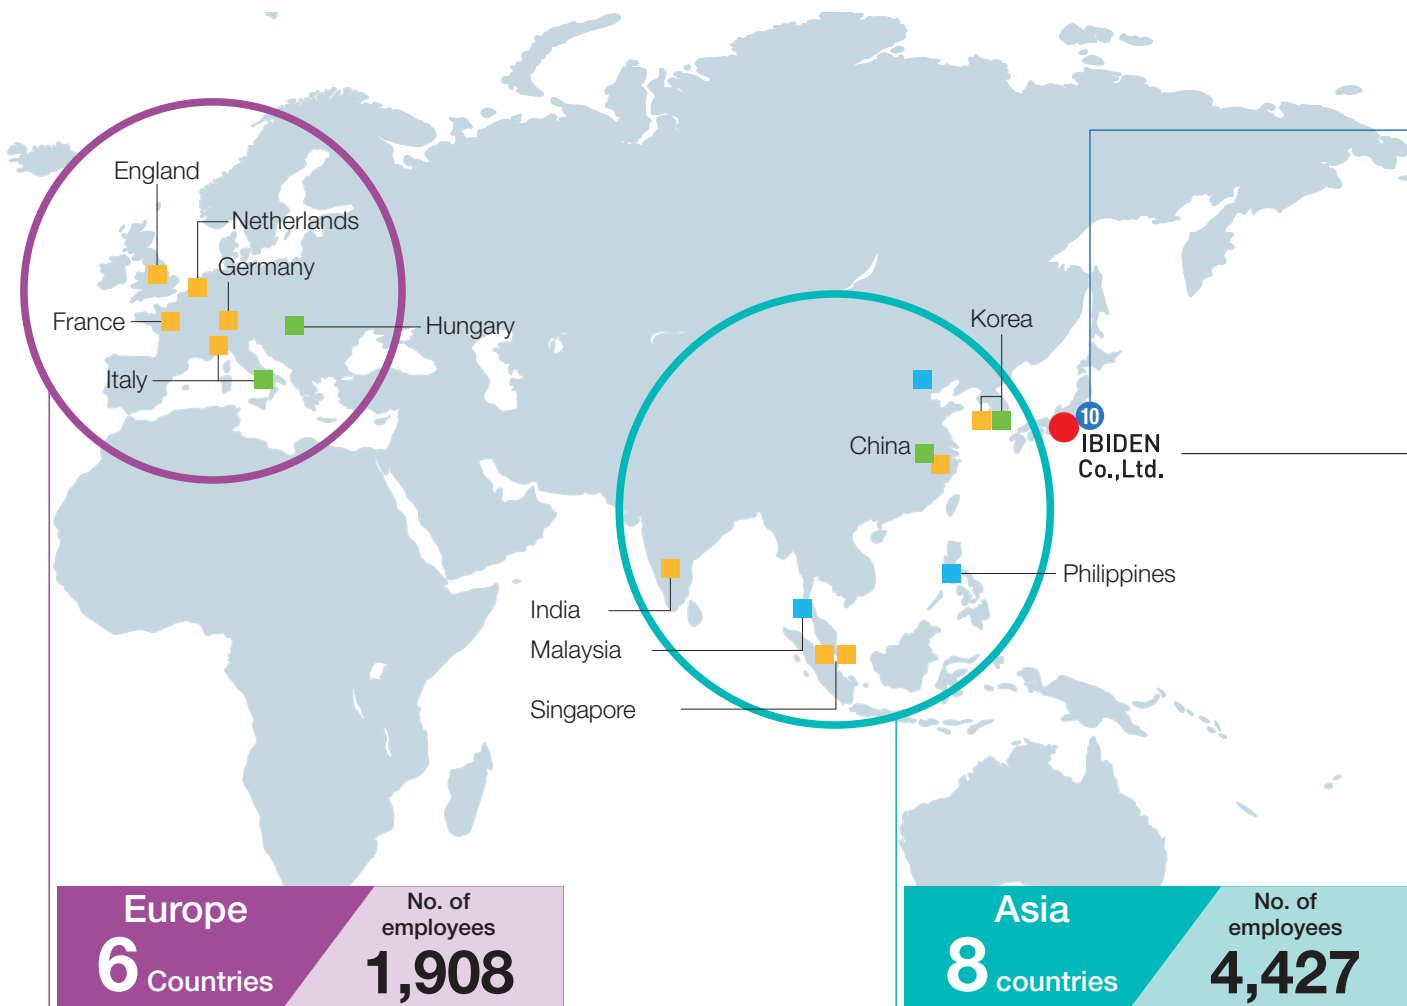 England
Netherlands
Germany
France
Hungary
Italy
Korea
10
China
IBIDEN
Co.,Ltd.
Philippines
India
Malaysia
Singapore
Europe
6 Countries
No. of
employees
1,908
Asia
8 countries
No. of
employees
4,427